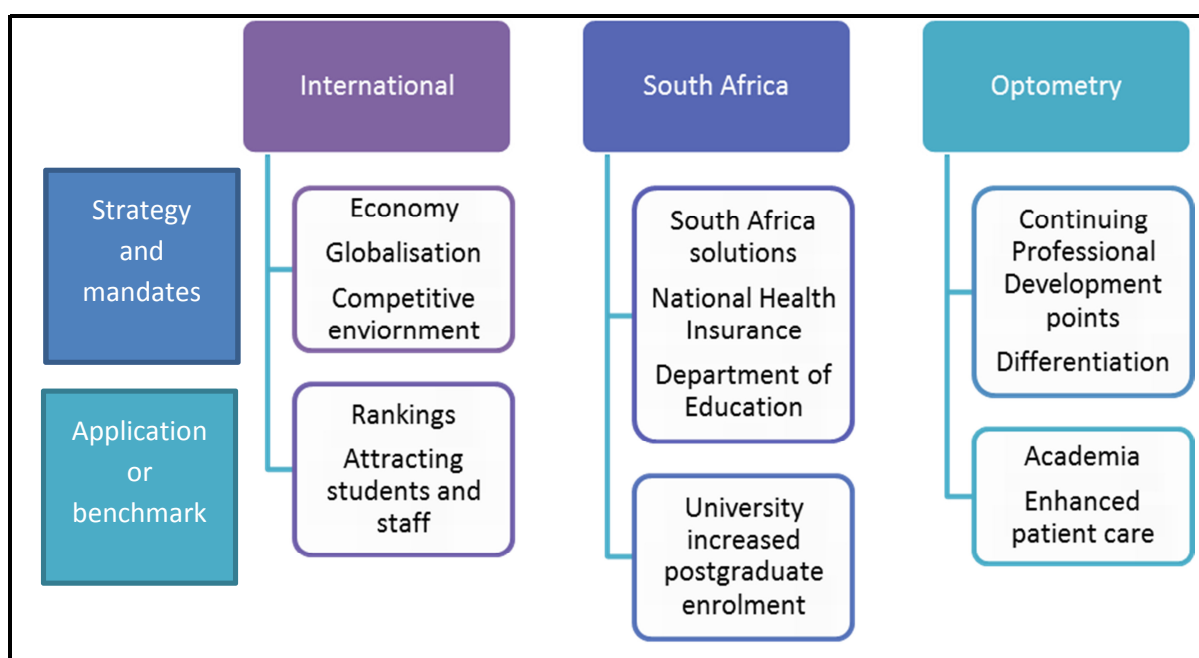 International
South Africa
Optometry
Strategy
and
mandates
Economy
Globalisation
Competitive
enviornment
South Africa
solutions
National Health
Insurance
Department of
Education
Continuing
Professional
Development
points
Differentiation
Application
or
benchmark
Rankings
Attracting
students and
staff
University
increased
postgraduate
enrolment
Academia
Enhanced
patient care